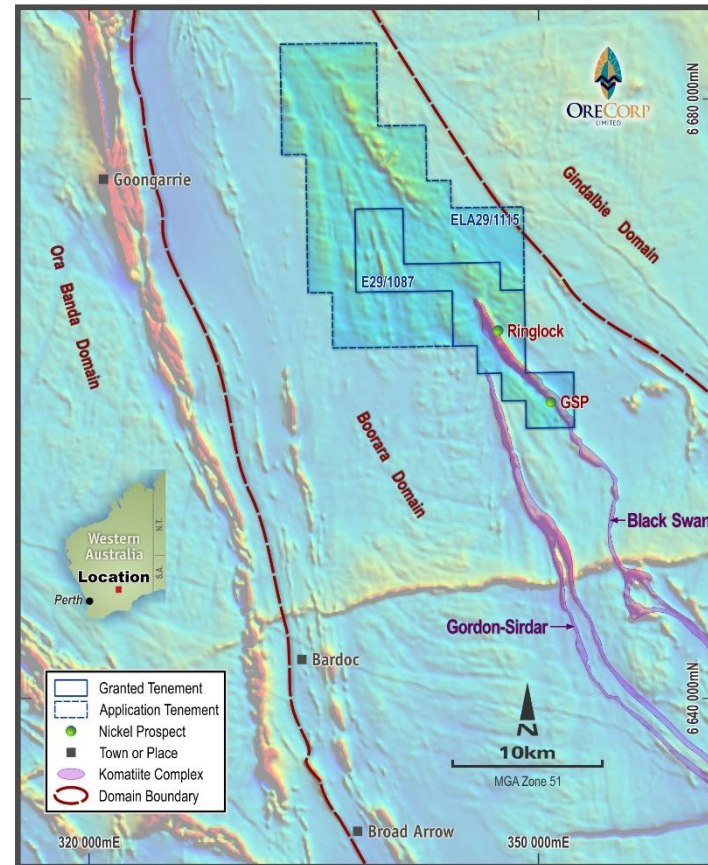 ORECORP
LIMITED
6 680 000mN
Goongarrie
Gindalbie Domain
ELA29/1115
Ora Banda Domain
E29/1087
Ringlock
GSP
Boorara Domain
Black Swan
Western
Australia
N.T.
S.A.
Location
Perth
Gordon-Sirdar
Bardoc
6 640 000mN
Granted Tenement
Application Tenement
Nickel Prospect
Town or Place
Komatiite Complex
Domain Boundary
N
10km
MGA Zone 51
Broad Arrow
320 000mE
350 000mE